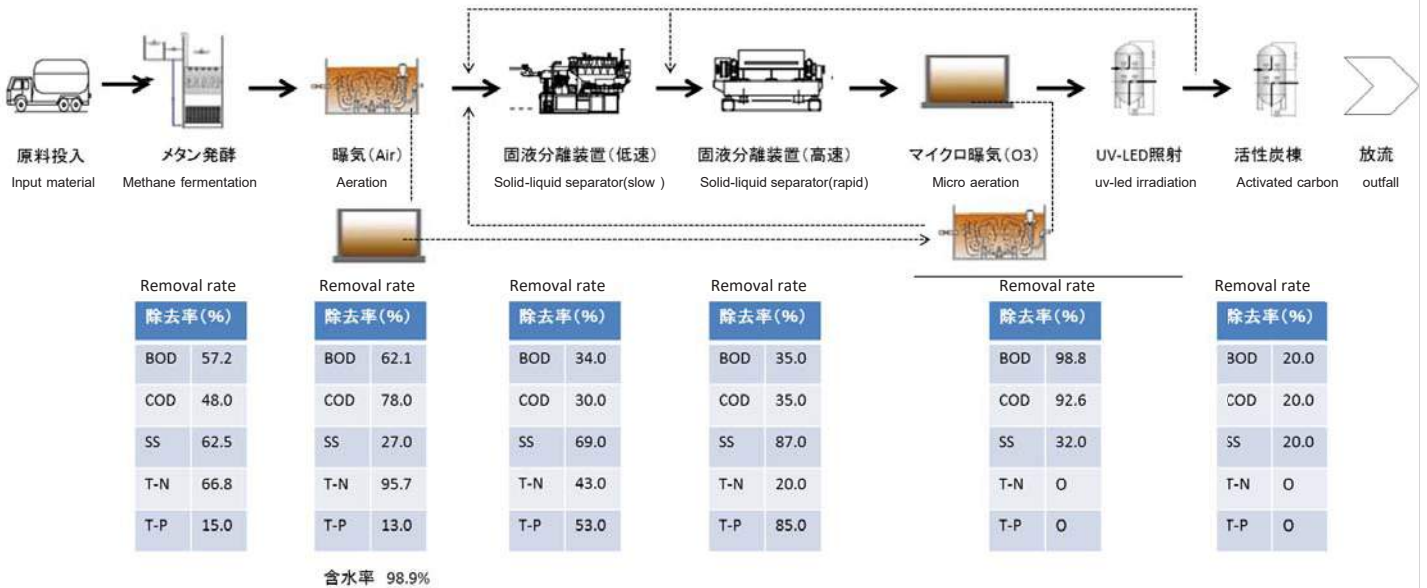 原料投入
Input material
メタン発酵
Methane fermentation
曝気(Air)
Aeration
固液分離装置(低速)
Solid-liquid separator(slow )
固液分離装置(高速)
Solid-liquid separator(rapid)
マイクロ曝気(O3)
Micro aeration
UV-LED照射
uv-led irradiation
活性炭棟
Activated carbon
放流
outfall
Removal rate
除去率(%)
BOD 57.2
COD 48.0
SS 62.5
T-N 66.8
T-P 15.0
Removal rate
除去率(%)
BOD 62.1
COD 78.0
SS 27.0
T-N 95.7
T-P 13.0
含水率 98.9%
Removal rate
除去率(%)
BOD 34.0
COD 30.0
SS 69.0
T-N 43.0
T-P 53.0
Removal rate
除去率(%)
BOD 35.0
COD 35.0
SS 87.0
T-N 20.0
T-P 85.0
Removal rate
除去率(%)
BOD 98.8
COD 92.6
SS 32.0
T-N O
T-P O
Removal rate
除去率(%)
BOD 20.0
COD 20.0
SS 20.0
T-N O
T-P O